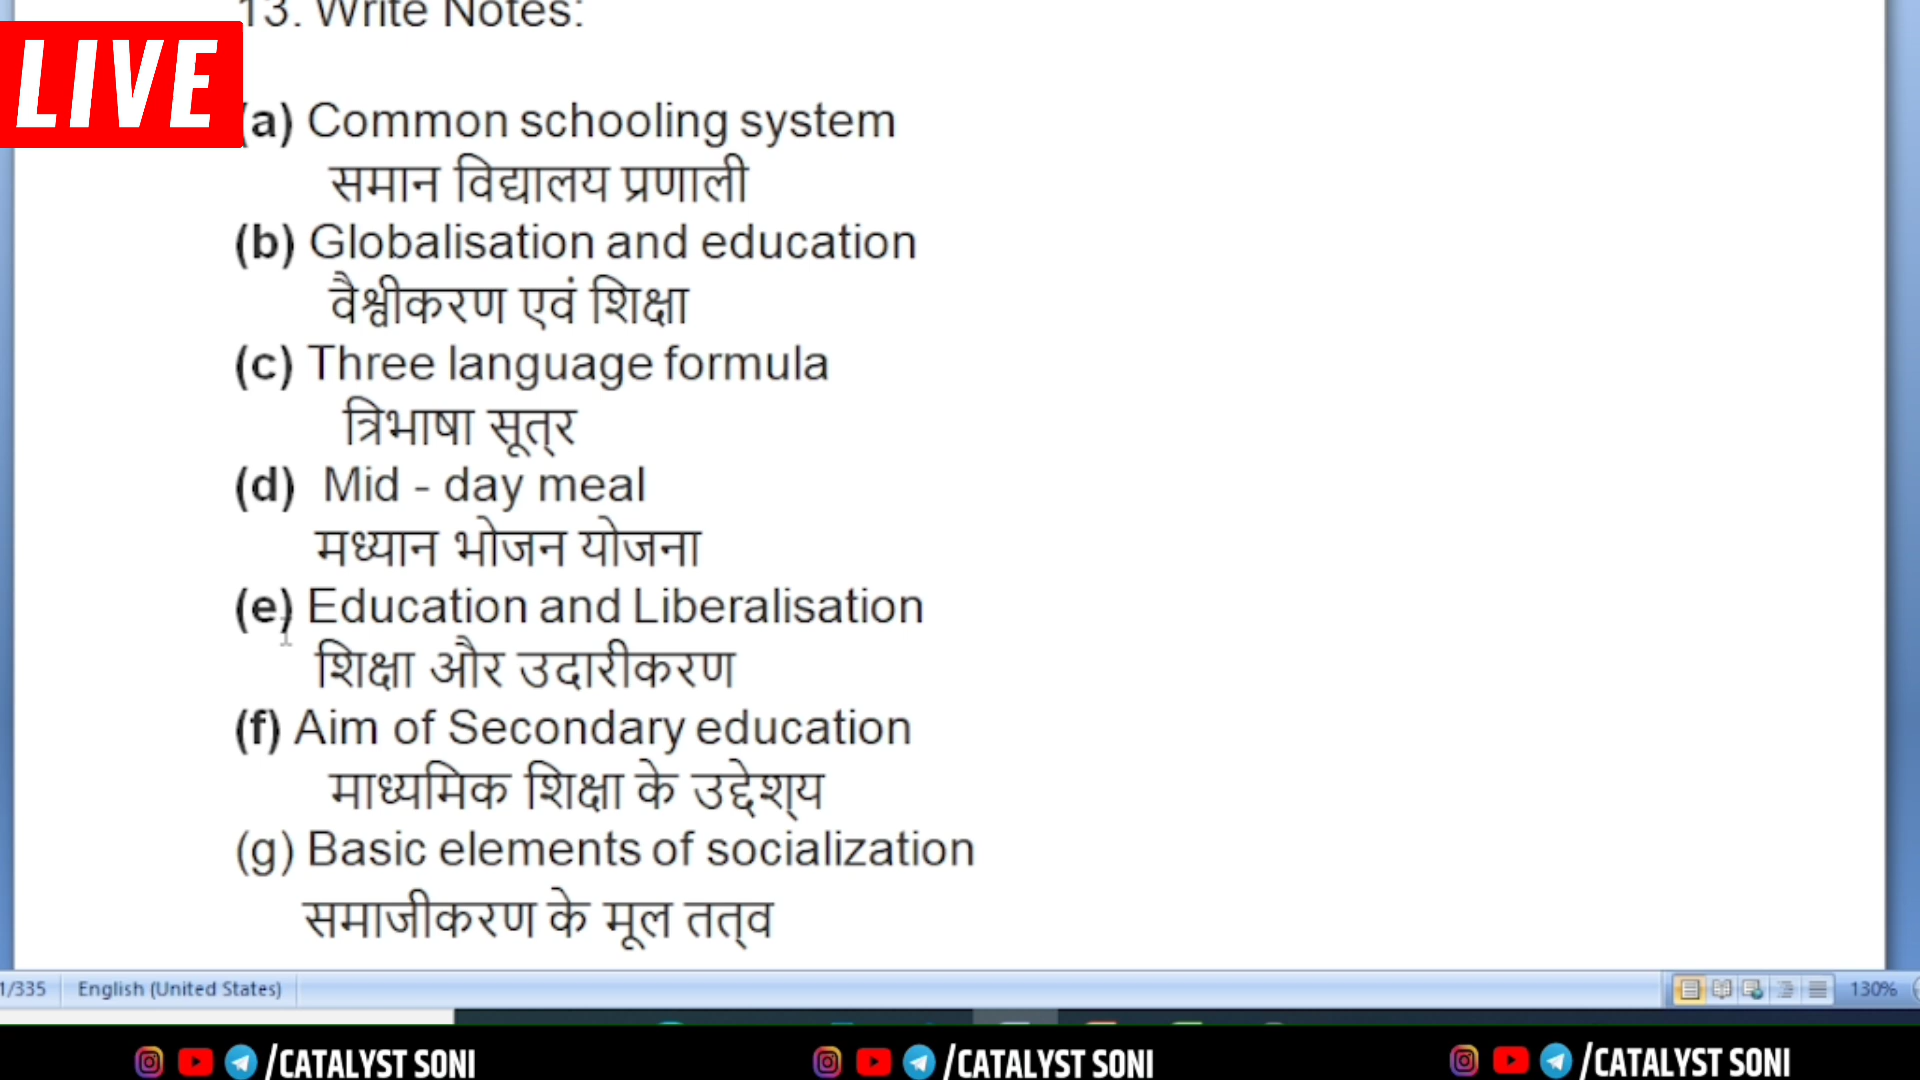 13. Write Notes:
LIVE
(a) Common schooling system
समान विद्यालय प्रणाली
(b) Globalisation and education
वैश्वीकरण एवं शिक्षा
(c) Three language formula
त्रिभाषा सूत्र
(d) Mid - day meal
मध्यान भोजन योजना
(e) Education and Liberalisation
शिक्षा और उदारीकरण
(f) Aim of Secondary education
माध्यमिक शिक्षा के उद्देश्य
(g) Basic elements of socialization
समाजीकरण के मूल तत्व
1/335 English (United States) 130%
/CATALYST SONI /CATALYST SONI /CATALYST SONI